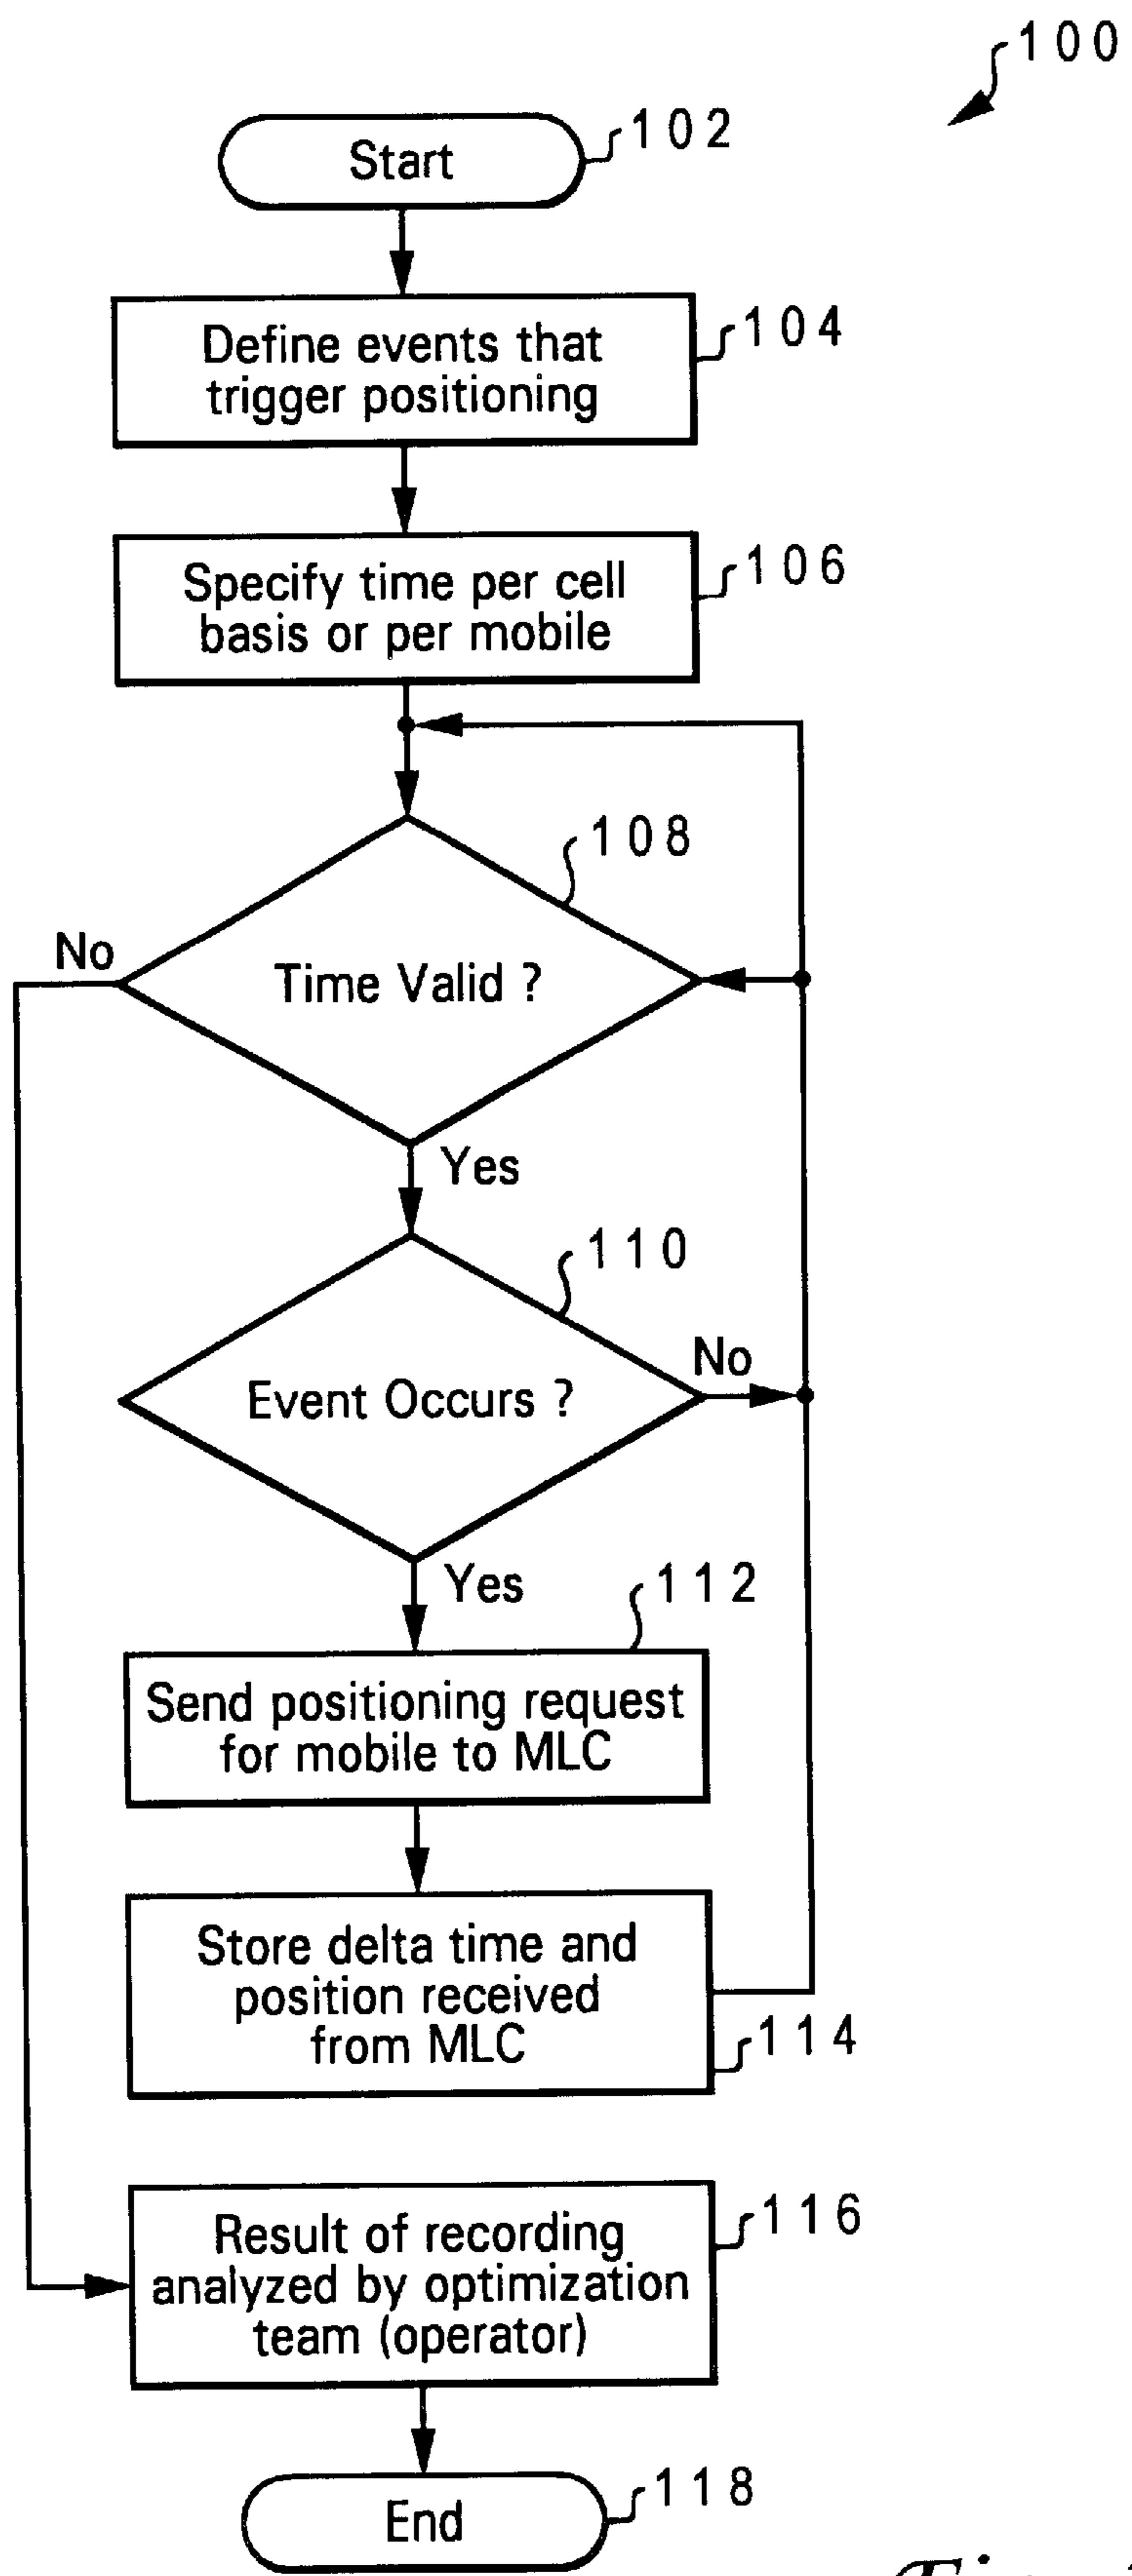 100
Start
102
Define events that
trigger positioning
104
Specify time per cell
basis or per mobile
106
108
No
Time Valid ?
Yes
110
No
Event Occurs ?
Yes
112
Send positioning request
for mobile to MLC
Store delta time and
position received
from MLC
114
116
Result of recording
analyzed by optimization
team (operator)
End
118